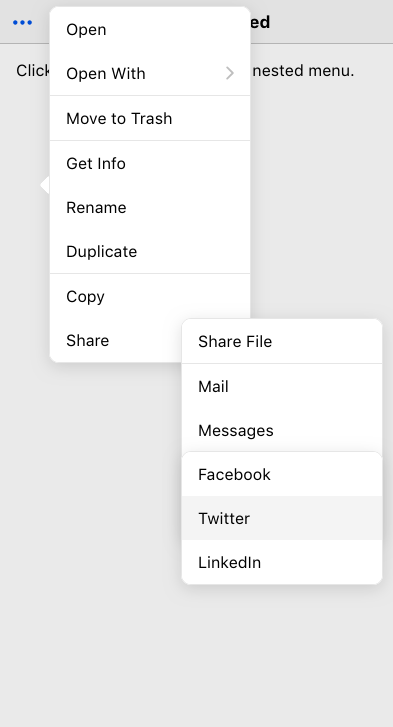 ed
Click
nested menu.
Open
Open With
Move to Trash
Get Info
Rename
Duplicate
Copy
Share
Share File
Mail
Messages
Facebook
Twitter
LinkedIn